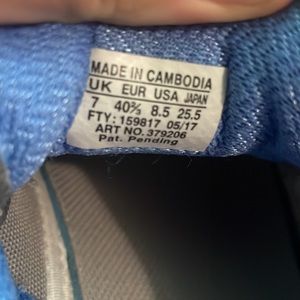 MADE IN CAMBODIA
UK EUR USA JAPAN
7 40⅔ 8.5 25.5
FTY: 159817 05/17
ART NO. 379206
Pat. Pending